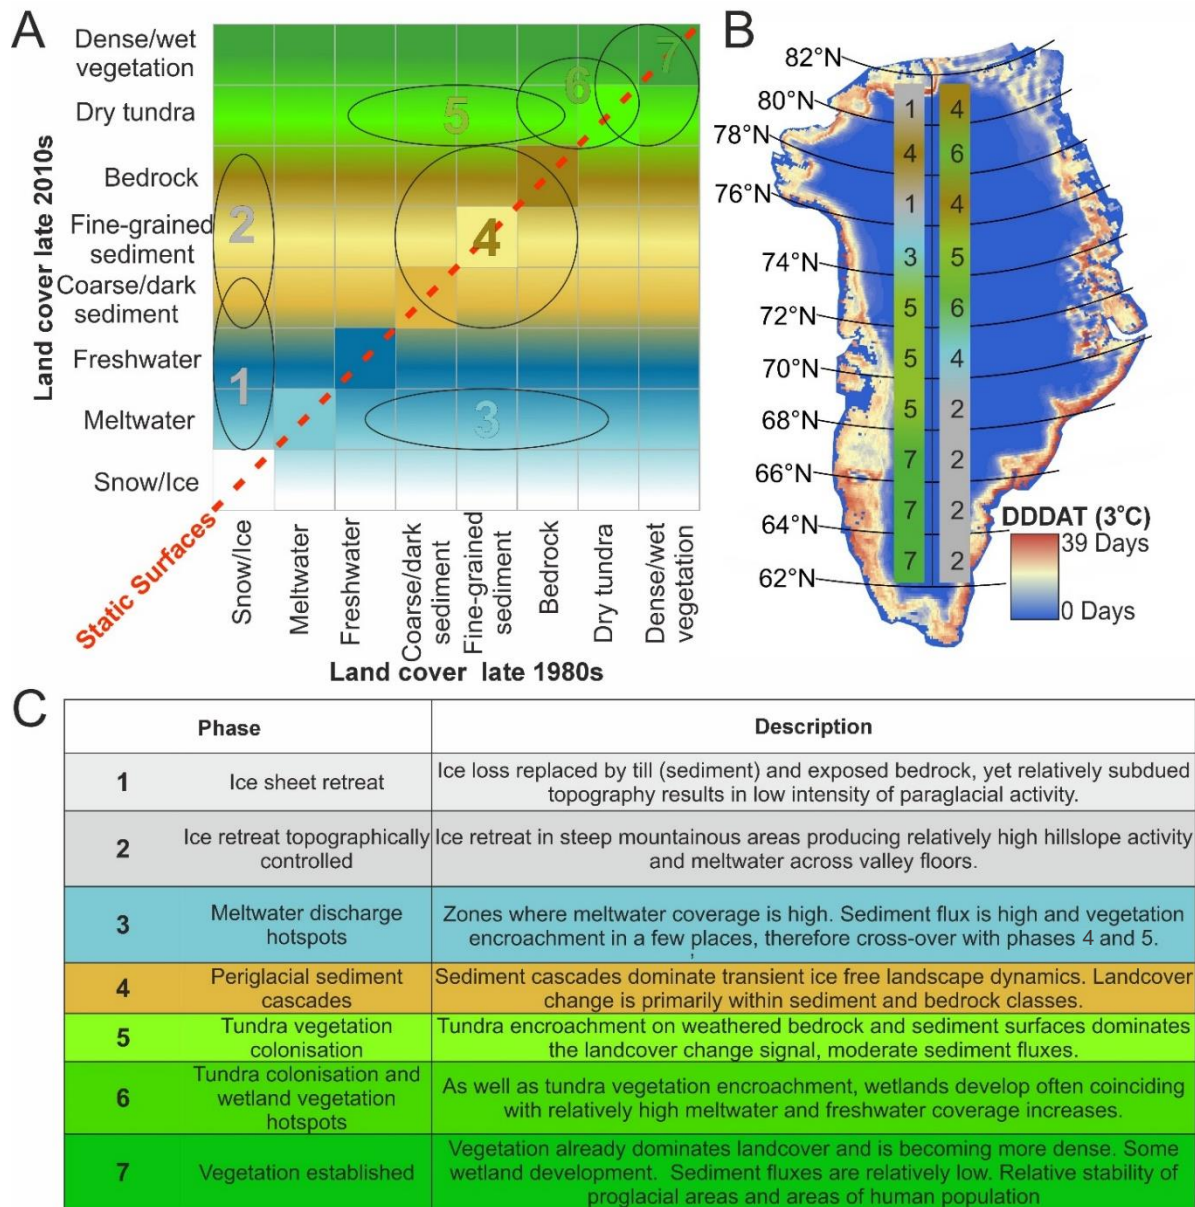 A
Dense/wet
vegetation
Dry tundra
Bedrock
Fine-grained
sediment
Coarse/dark
sediment
Freshwater
Meltwater
Snow/Ice
Land cover late 2010s
7
6
5
2
4
1
3
Static Surfaces
Snow/Ice
Meltwater
Freshwater
Coarse/dark
sediment
Fine-grained
sediment
Bedrock
Dry tundra
Dense/wet
vegetation
Land cover late 1980s
B
82°N
80°N
78°N
76°N
74°N
72°N
70°N
68°N
66°N
64°N
62°N
1 4
4 6
1 4
3 5
5 6
5 4
5 2
7 2
7 2
7 2
DDDAT (3°C)
39 Days
0 Days
C
Phase Description
1 Ice sheet retreat Ice loss replaced by till (sediment) and exposed bedrock, yet relatively subdued
topography results in low intensity of paraglacial activity.
2 Ice retreat topographically Ice retreat in steep mountainous areas producing relatively high hillslope activity
controlled and meltwater across valley floors.
3 Meltwater discharge Zones where meltwater coverage is high. Sediment flux is high and vegetation
hotspots encroachment in a few places, therefore cross-over with phases 4 and 5.
4 Periglacial sediment Sediment cascades dominate transient ice free landscape dynamics. Landcover
cascades change is primarily within sediment and bedrock classes.
5 Tundra vegetation Tundra encroachment on weathered bedrock and sediment surfaces dominates
colonisation the landcover change signal, moderate sediment fluxes.
6 Tundra colonisation and As well as tundra vegetation encroachment, wetlands develop often coinciding
wetland vegetation with relatively high meltwater and freshwater coverage increases.
hotspots
7 Vegetation established Vegetation already dominates landcover and is becoming more dense. Some
wetland development. Sediment fluxes are relatively low. Relative stability of
proglacial areas and areas of human population